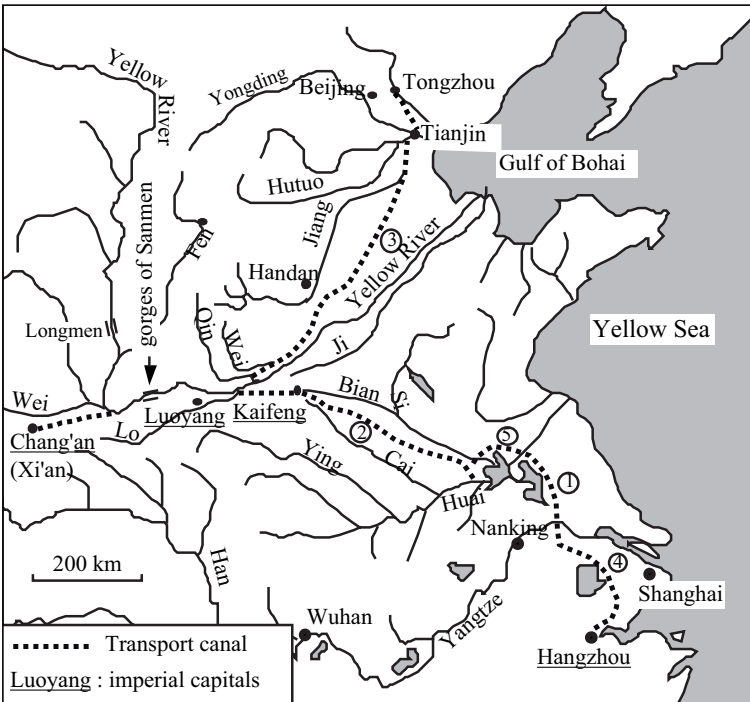 Yellow
River
Yongding
Beijing
Tongzhou
Tianjin
Gulf of Bohai
Hutuo
Jiang
gorges of Sanmen
Fen
③
Yellow River
Handan
Longmen
Qin
Wei
Ji
Yellow Sea
Wei
Luoyang
Kaifeng
Bian
Si
Chang'an
(Xi'an)
Lo
②
⑤
Ying
Cai
Huai
①
Nanking
Han
200 km
④
Shanghai
Wuhan
Yangtze
Hangzhou
Transport canal
Luoyang : imperial capitals